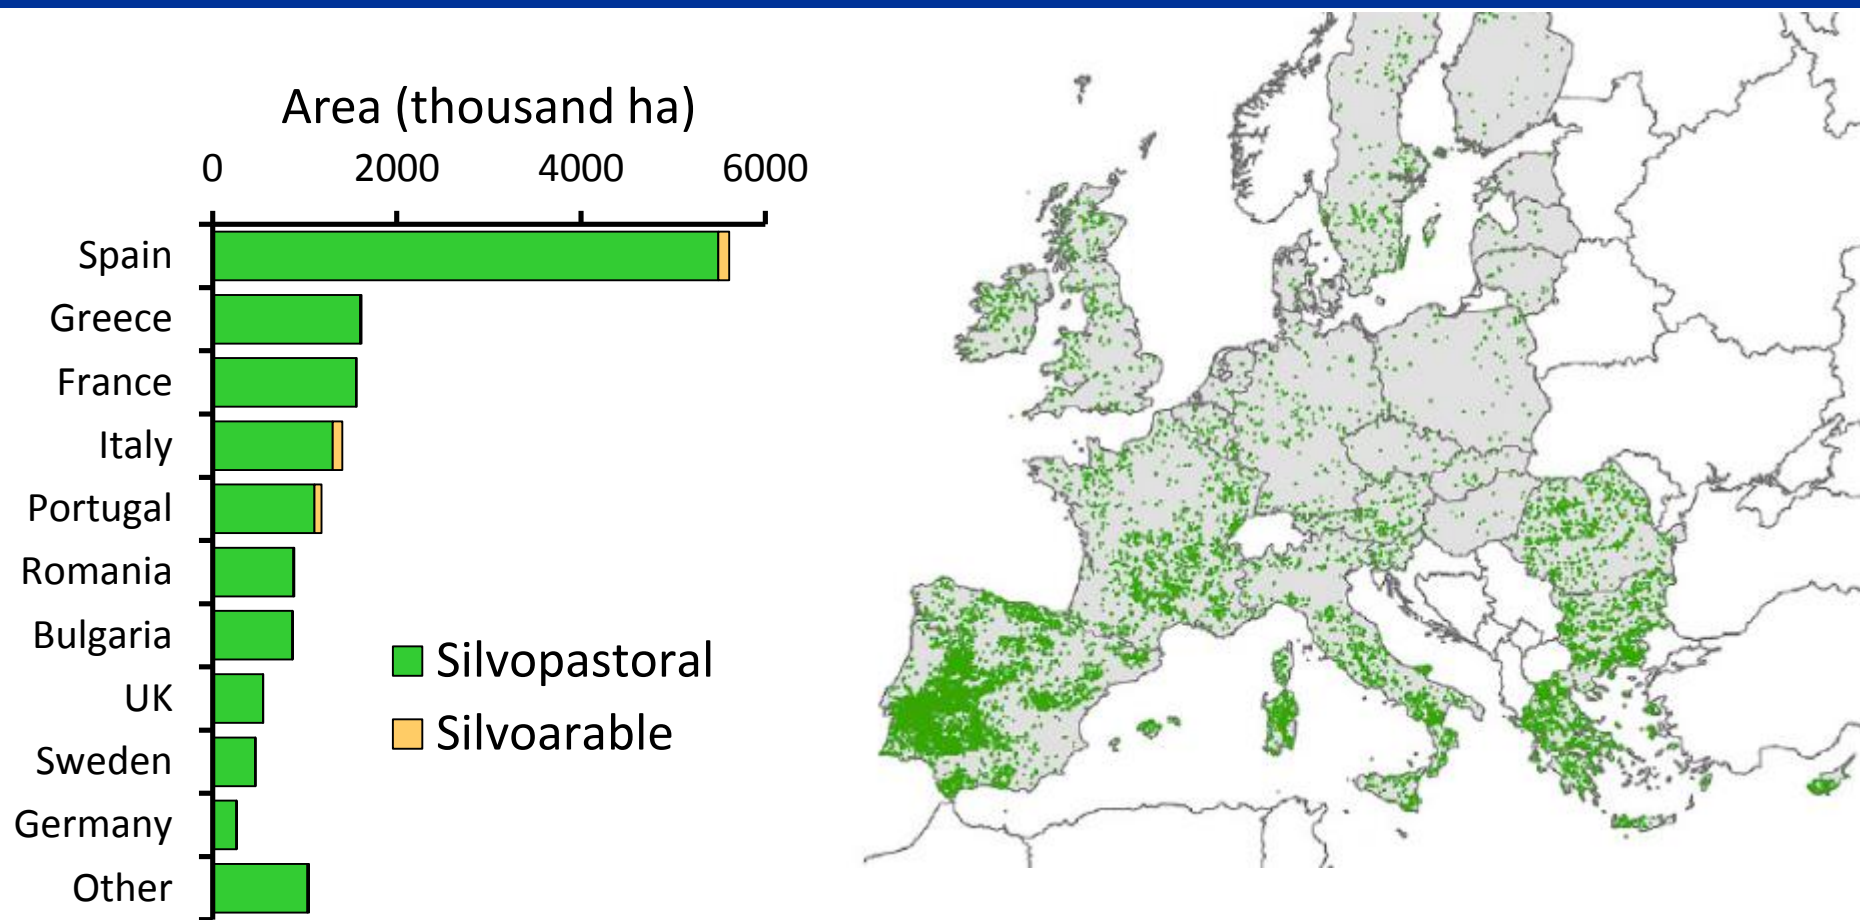 Area (thousand ha)
0 2000 4000 6000
Spain
Greece
France
Italy
Portugal
Romania
Bulgaria
UK
Sweden
Germany
Other
Silvopastoral
Silvoarable